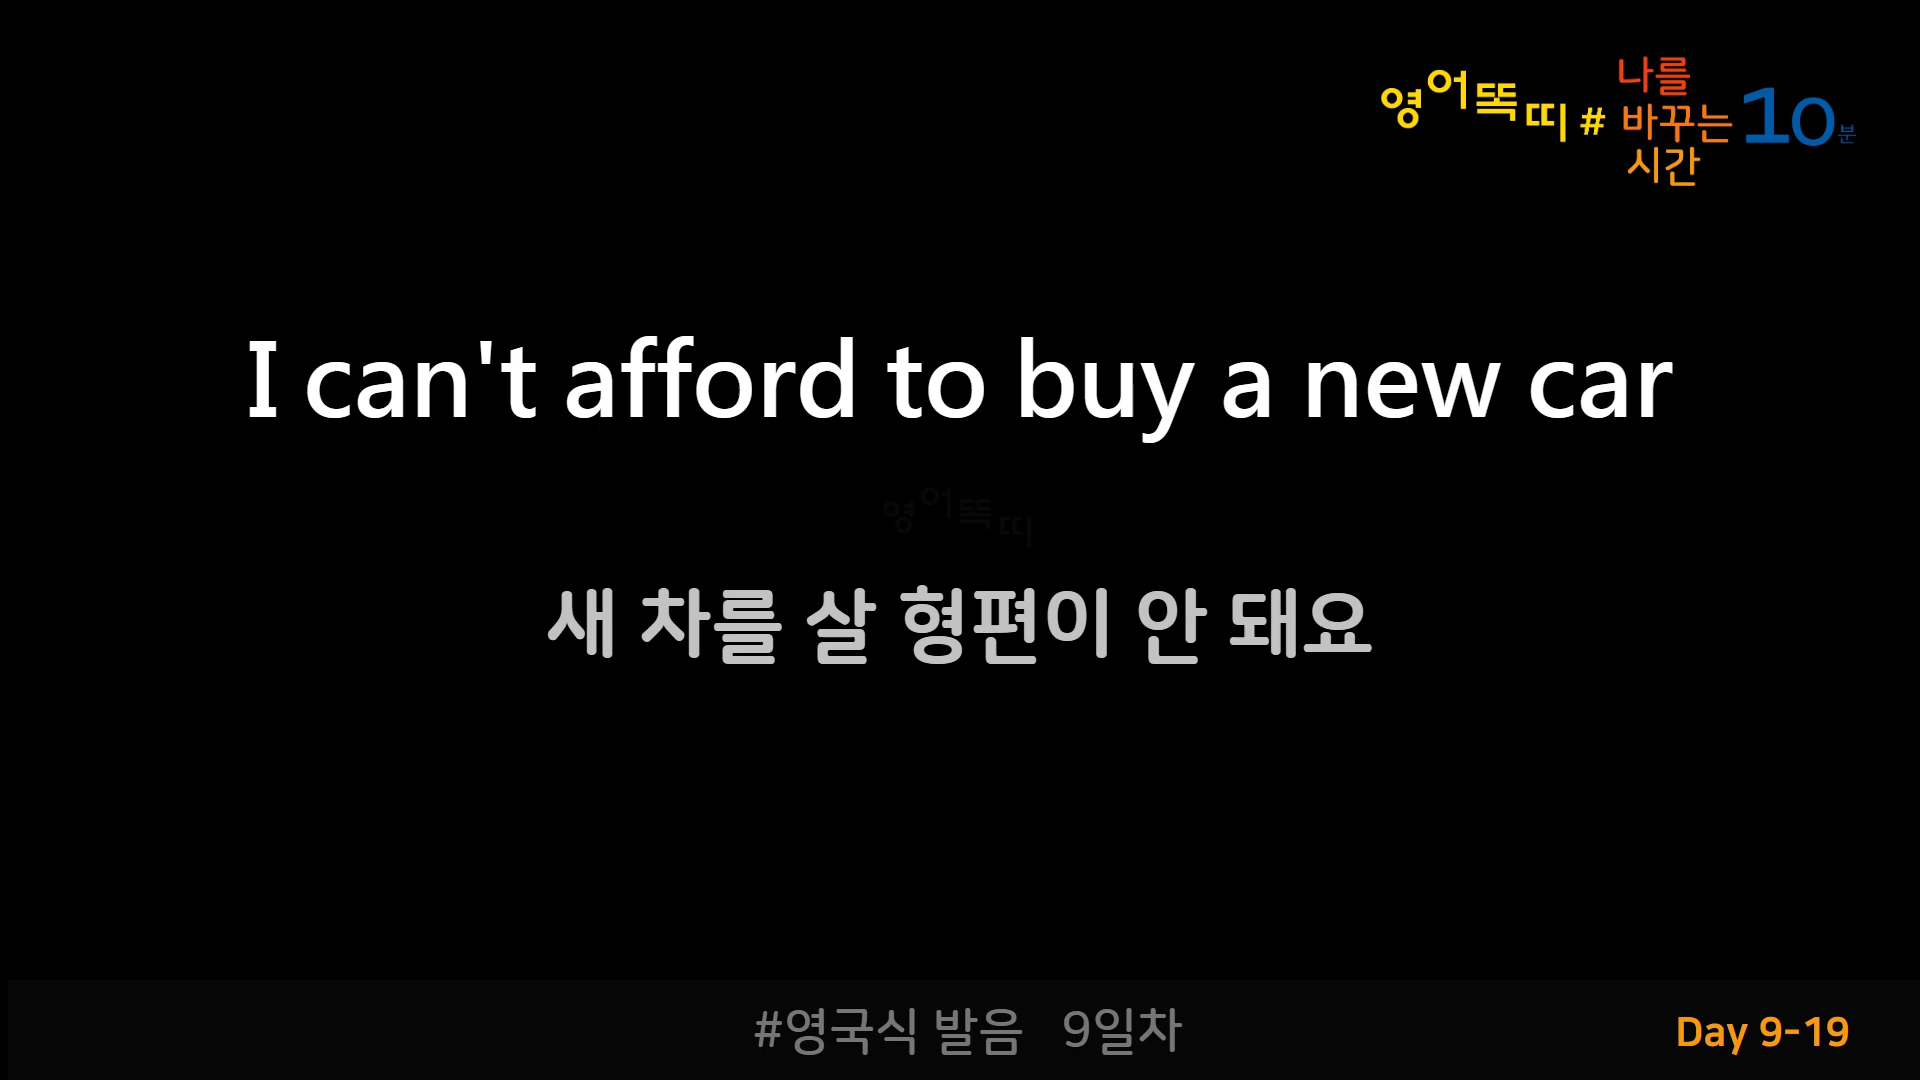 영어똑띠 # 나를
바꾸는 10분
시간
I can't afford to buy a new car
영어똑띠
새 차를 살 형편이 안 돼요
#영국식 발음 9일차
Day 9-19